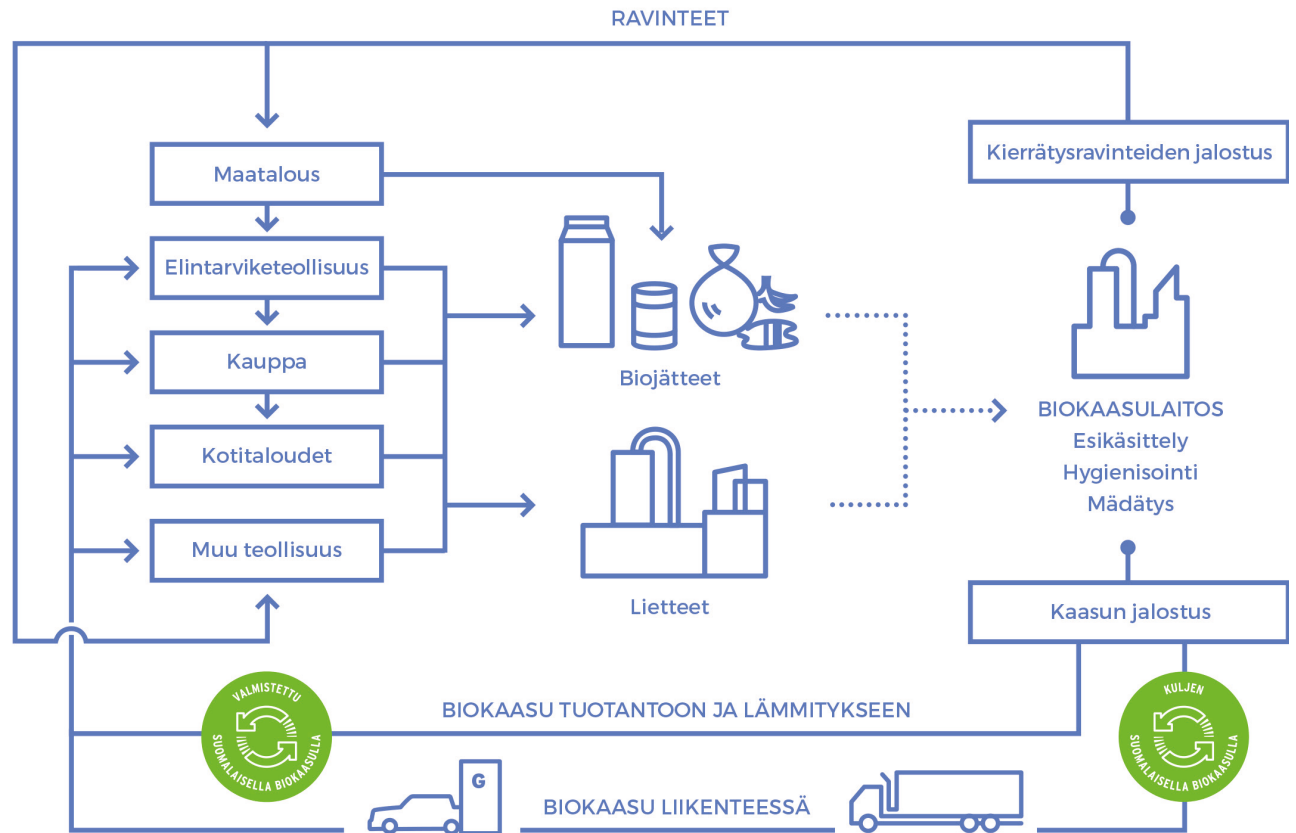 RAVINTEET
Maatalous
Elintarviketeollisuus
Kauppa
Kotitaloudet
Muu teollisuus
Biojätteet
Lietteet
Kierrätysravinteiden jalostus
BIOKAASULAITOS
Esikäsittely
Hygienisointi
Mädätys
Kaasun jalostus
VALMISTETTU
SUOMALAISELLA BIOKAASULLA
BIOKAASU TUOTANTOON JA LÄMMITYKSEEN
KULJEN
SUOMALAISELLA BIOKAASULLA
G
BIOKAASU LIIKENTEESSÄ